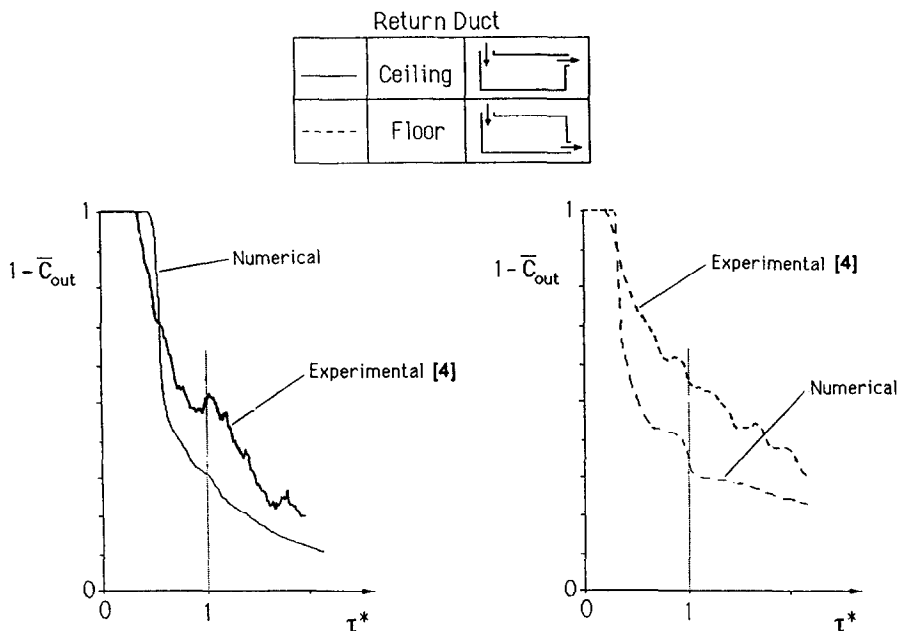 Return Duct
Ceiling
Floor
1
1 - C̅out
Numerical
Experimental [4]
0
0
1
τ*
1
1 - C̅out
Experimental [4]
Numerical
0
0
1
τ*